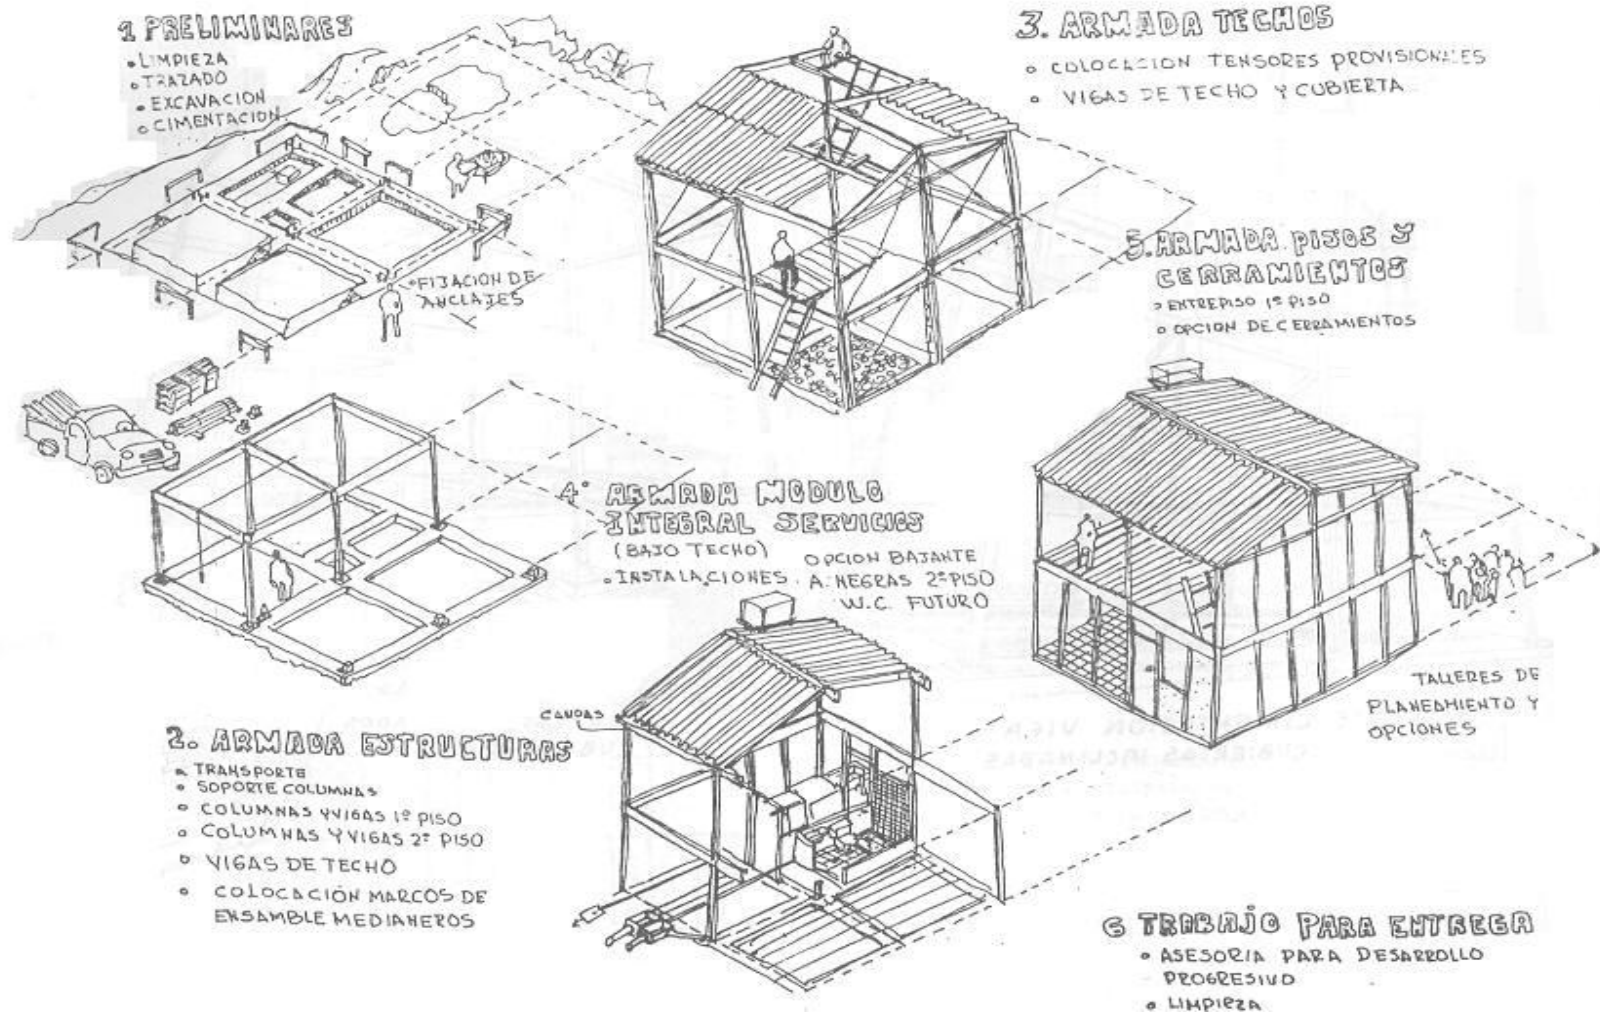 1 PRELIMINARES
• LIMPIEZA
• TRAZADO
• EXCAVACION
• CIMENTACION
• FIJACION DE
ANCLAJES
2. ARMADA ESTRUCTURAS
• TRANSPORTE
• SOPORTE COLUMNAS
• COLUMNAS Y VIGAS 1º PISO
• COLUMNAS Y VIGAS 2º PISO
• VIGAS DE TECHO
• COLOCACIÓN MARCOS DE
ENSAMBLE MEDIANEROS
3. ARMADA TECHOS
• COLOCACION TENSORES PROVISIONALES
• VIGAS DE TECHO Y CUBIERTA
4º ARMADA MODULO
INTEGRAL SERVICIOS
(BAJO TECHO)
• INSTALACIONES.
OPCION BAJANTE
A. NEGRAS 2º PISO
W.C. FUTURO
CANOAS
5. ARMADA PISOS Y
CERRAMIENTOS
• ENTREPISO 1º PISO
• OPCION DE CERRAMIENTOS
TALLERES DE
PLANEAMIENTO Y
OPCIONES
6 TRABAJO PARA ENTREGA
• ASESORIA PARA DESARROLLO
PROGRESIVO
• LIMPIEZA